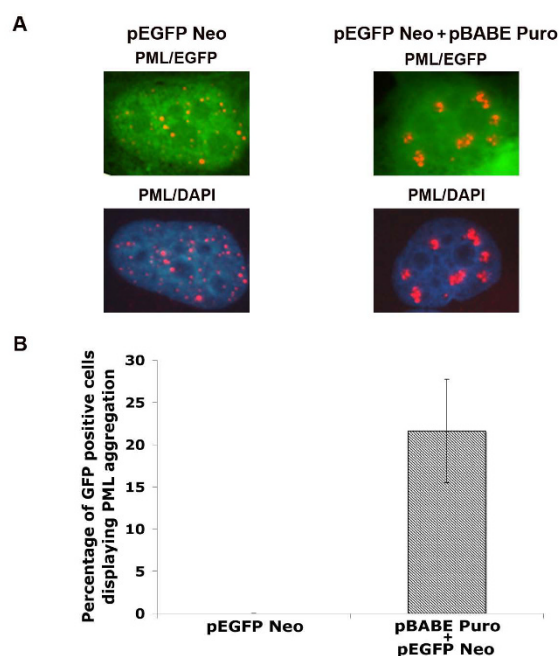 A
pEGFP Neo
pEGFP Neo + pBABE Puro
PML/EGFP
PML/EGFP
PML/DAPI
PML/DAPI
B
Percentage of GFP positive cells
displaying PML aggregation
30
25
20
15
10
5
0
pEGFP Neo
pBABE Puro
+
pEGFP Neo